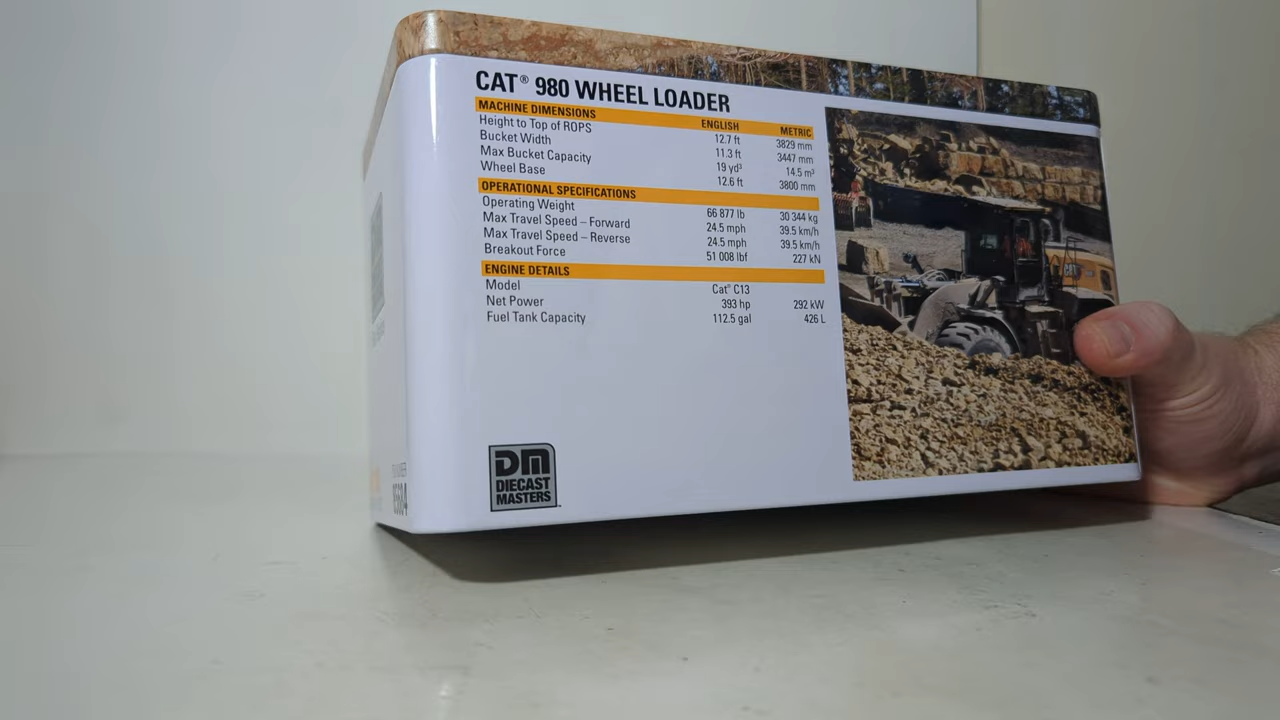 CAT® 980 WHEEL LOADER
MACHINE DIMENSIONS ENGLISH METRIC
Height to Top of ROPS 12.7 ft 3829 mm
Bucket Width 11.3 ft 3447 mm
Max Bucket Capacity 19 yd³ 14.5 m³
Wheel Base 12.6 ft 3800 mm
OPERATIONAL SPECIFICATIONS
Operating Weight 66 877 lb 30 344 kg
Max Travel Speed – Forward 24.5 mph 39.5 km/h
Max Travel Speed – Reverse 24.5 mph 39.5 km/h
Breakout Force 51 008 lbf 227 kN
ENGINE DETAILS
Model Cat® C13
Net Power 393 hp 292 kW
Fuel Tank Capacity 112.5 gal 426 L
CAT
DM
DIECAST
MASTERS